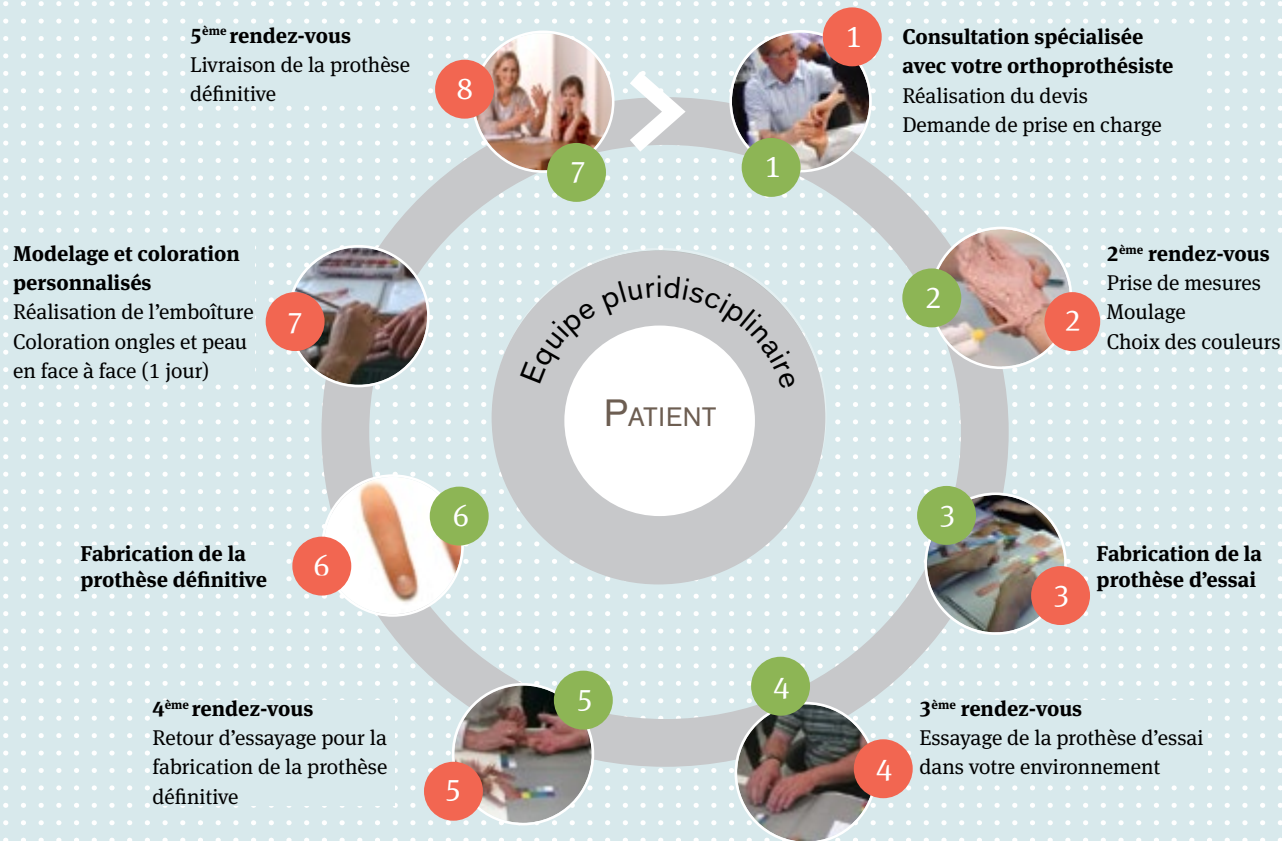 1
Consultation spécialisée
avec votre orthoprothésiste
Réalisation du devis
Demande de prise en charge
1
2ème rendez-vous
Prise de mesures
Moulage
Choix des couleurs
2
2
3
Fabrication de la
prothèse d’essai
3
4
3ème rendez-vous
Essayage de la prothèse d’essai
dans votre environnement
4
5
4ème rendez-vous
Retour d’essayage pour la
fabrication de la prothèse
définitive
5
6
Fabrication de la
prothèse définitive
6
Modelage et coloration
personnalisés
Réalisation de l’emboîture
Coloration ongles et peau
en face à face (1 jour)
7
5ème rendez-vous
Livraison de la prothèse
définitive
8
7
Equipe pluridisciplinaire
PATIENT